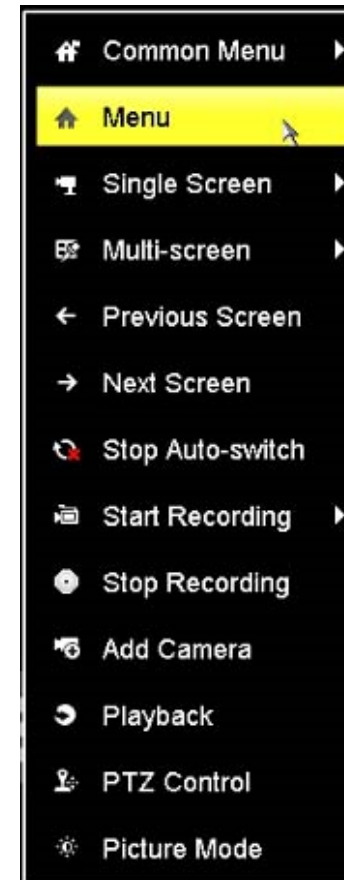 Common Menu
Menu
Single Screen
Multi-screen
Previous Screen
Next Screen
Stop Auto-switch
Start Recording
Stop Recording
Add Camera
Playback
PTZ Control
Picture Mode